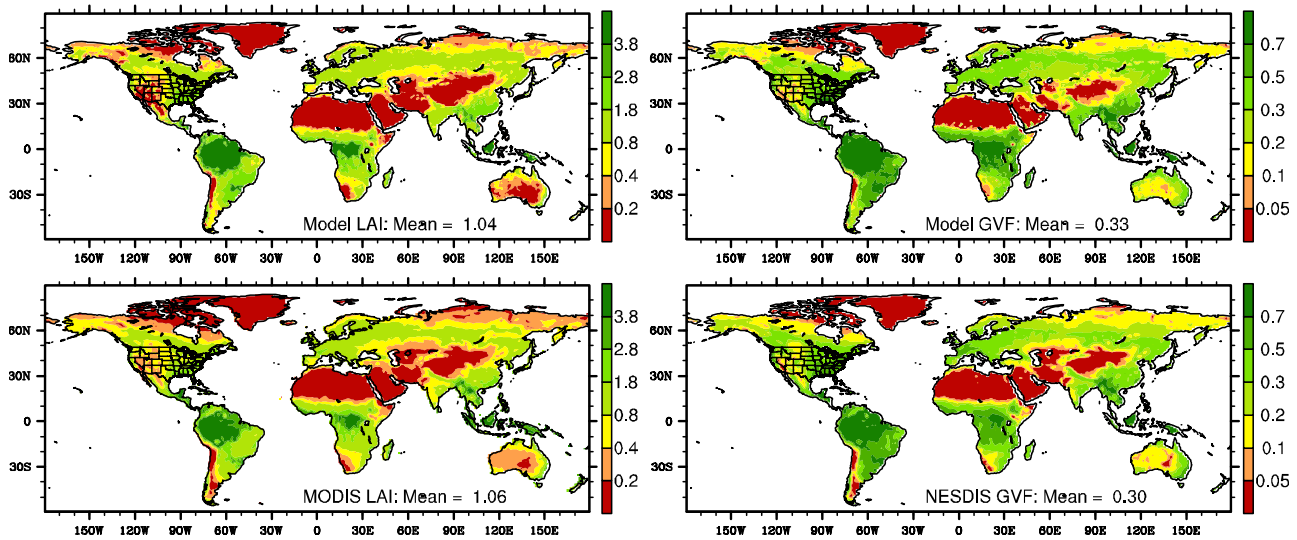 60N
30N
0
30S
150W 120W 90W 60W 30W 0 30E 60E 90E 120E 150E
Model LAI: Mean = 1.04
3.8
2.8
1.8
0.8
0.4
0.2
60N
30N
0
30S
150W 120W 90W 60W 30W 0 30E 60E 90E 120E 150E
Model GVF: Mean = 0.33
0.7
0.5
0.3
0.2
0.1
0.05
60N
30N
0
30S
150W 120W 90W 60W 30W 0 30E 60E 90E 120E 150E
MODIS LAI: Mean = 1.06
3.8
2.8
1.8
0.8
0.4
0.2
60N
30N
0
30S
150W 120W 90W 60W 30W 0 30E 60E 90E 120E 150E
NESDIS GVF: Mean = 0.30
0.7
0.5
0.3
0.2
0.1
0.05